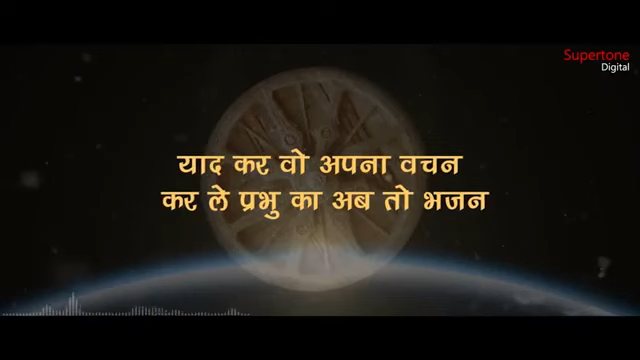 Supertone
Digital
याद कर वो अपना वचन
कर ले प्रभु का अब तो भजन